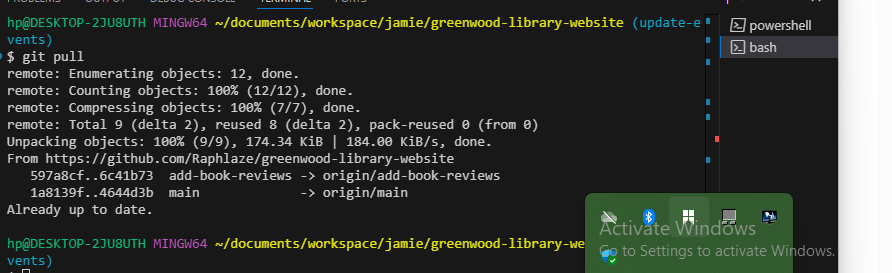 hp@DESKTOP-2JU8UTH MINGW64 ~/documents/workspace/jamie/greenwood-library-website (update-e
vents)
$ git pull
remote: Enumerating objects: 12, done.
remote: Counting objects: 100% (12/12), done.
remote: Compressing objects: 100% (7/7), done.
remote: Total 9 (delta 2), reused 8 (delta 2), pack-reused 0 (from 0)
Unpacking objects: 100% (9/9), 174.34 KiB | 184.00 KiB/s, done.
From https://github.com/Raphlaze/greenwood-library-website
   597a8cf..6c41b73  add-book-reviews -> origin/add-book-reviews
   1a8139f..4644d3b  main             -> origin/main
Already up to date.
hp@DESKTOP-2JU8UTH MINGW64 ~/documents/workspace/jamie/greenwood-library-we
vents)
powershell
bash
Activate Windows
Go to Settings to activate Windows.